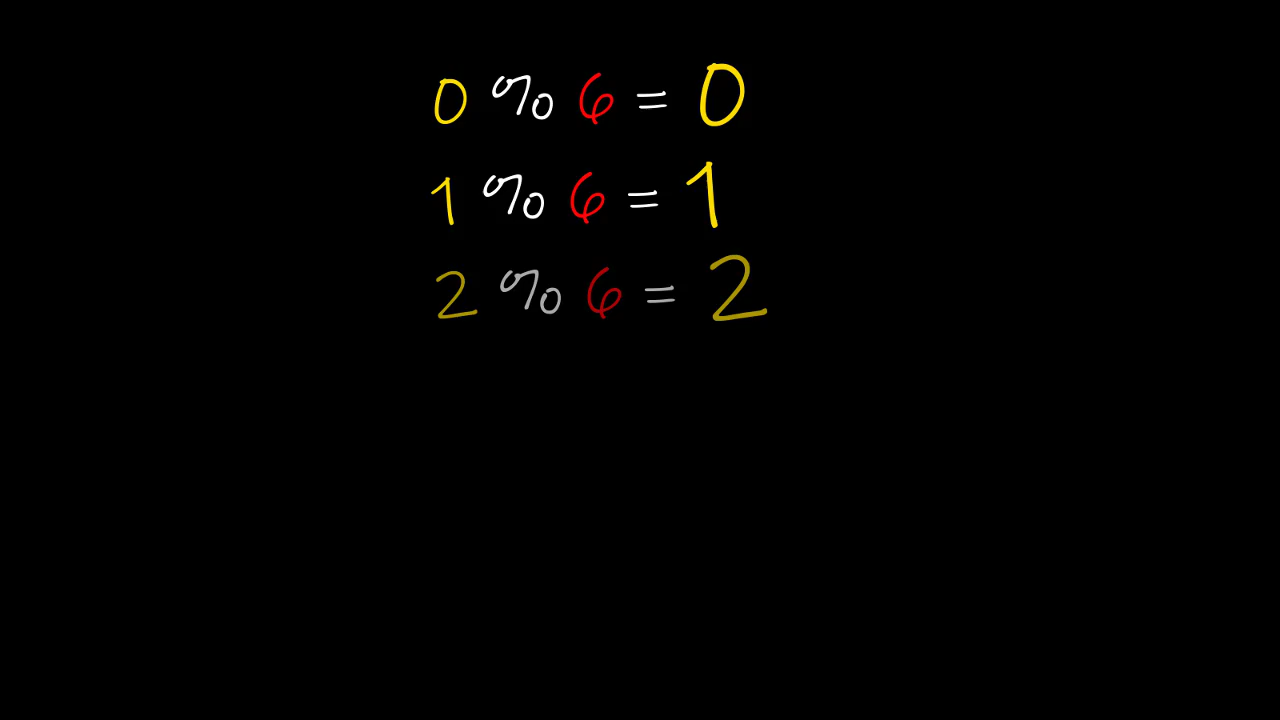 0 % 6 = 0
1 % 6 = 1
2 % 6 = 2